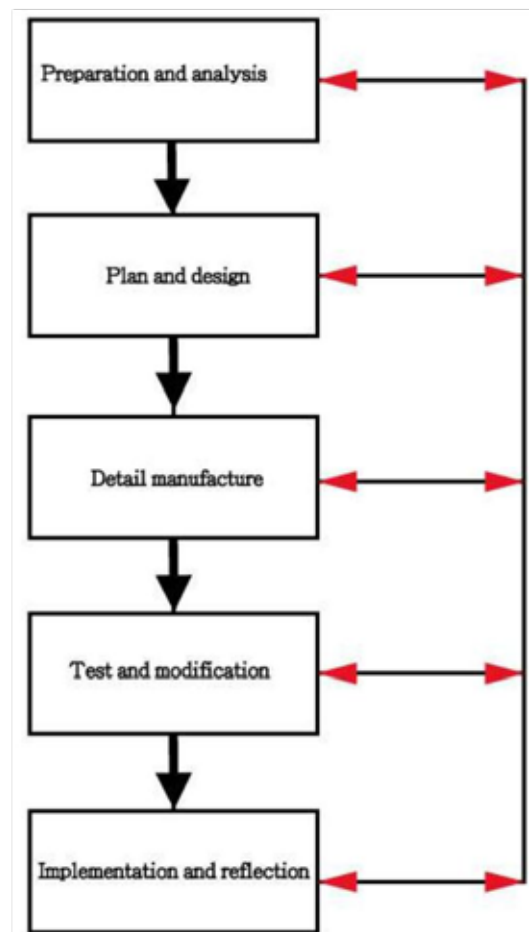 Preparation and analysis
Plan and design
Detail manufacture
Test and modification
Implementation and reflection